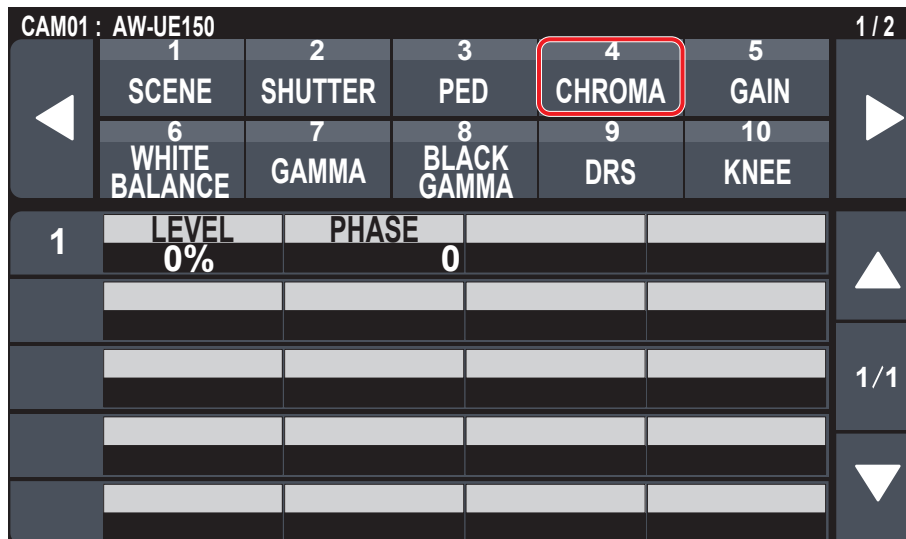 CAM01 : AW-UE150 1 / 2
1 2 3 4 5
SCENE SHUTTER PED CHROMA GAIN
6 7 8 9 10
WHITE BALANCE GAMMA BLACK GAMMA DRS KNEE
1 LEVEL PHASE
0% 0
1/1